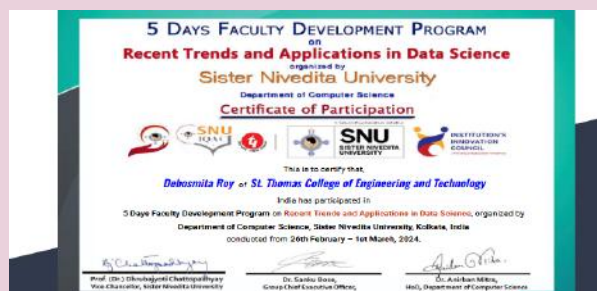 5 DAYS FACULTY DEVELOPMENT PROGRAM
on
Recent Trends and Applications in Data Science
organized by
Sister Nivedita University
Department of Computer Science
Certificate of Participation
SNU
SNU
SISTER NIVEDITA
UNIVERSITY
INSTITUTION'S
INNOVATION
COUNCIL
This is to certify that,
Debosmita Roy of St. Thomas College of Engineering and Technology
India has participated in
5 Days Faculty Development Program on Recent Trends and Applications in Data Science, organized by
Department of Computer Science, Sister Nivedita University, Kolkata, India
conducted from 26th February – 1st March, 2024.
Prof. (Dr.) Dhrubajyoti Chattopadhyay
Vice-Chancellor, Sister Nivedita University
Dr. Sanku Bose,
Group Chief Executive Officer,
Dr. Anirban Mitra,
HoD, Department of Computer Science